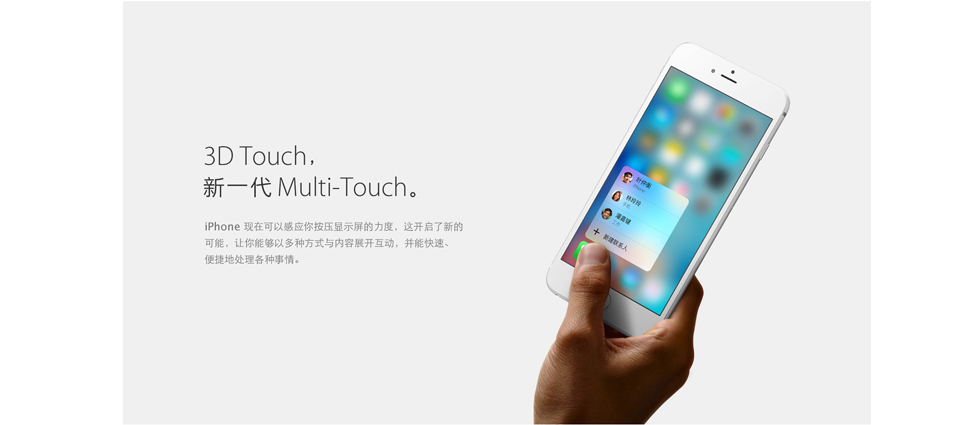 3D Touch，
新一代 Multi-Touch。
iPhone 现在可以感应你按压显示屏的力度，这开启了新的
可能，让你能够以多种方式与内容展开互动，并能快速、
便捷地处理各种事情。
新建联系人